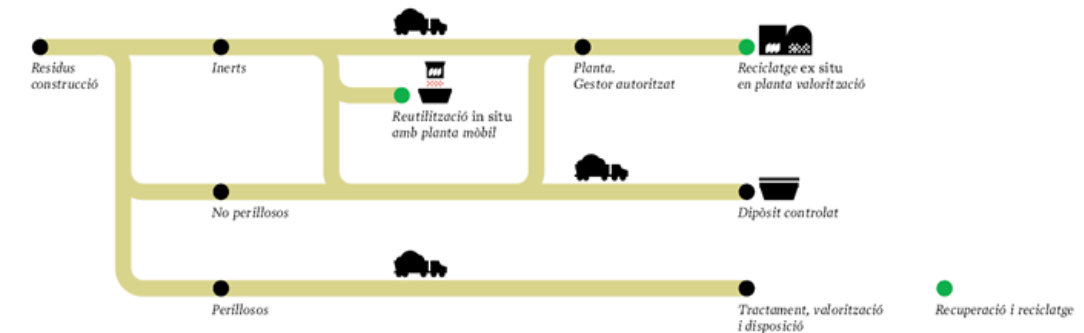 Residus
construcció
Inerts
Planta.
Gestor autoritzat
Reciclatge ex situ
en planta valorització
Reutilització in situ
amb planta mòbil
No perillosos
Dipòsit controlat
Perillosos
Tractament, valorització
i disposició
Recuperació i reciclatge